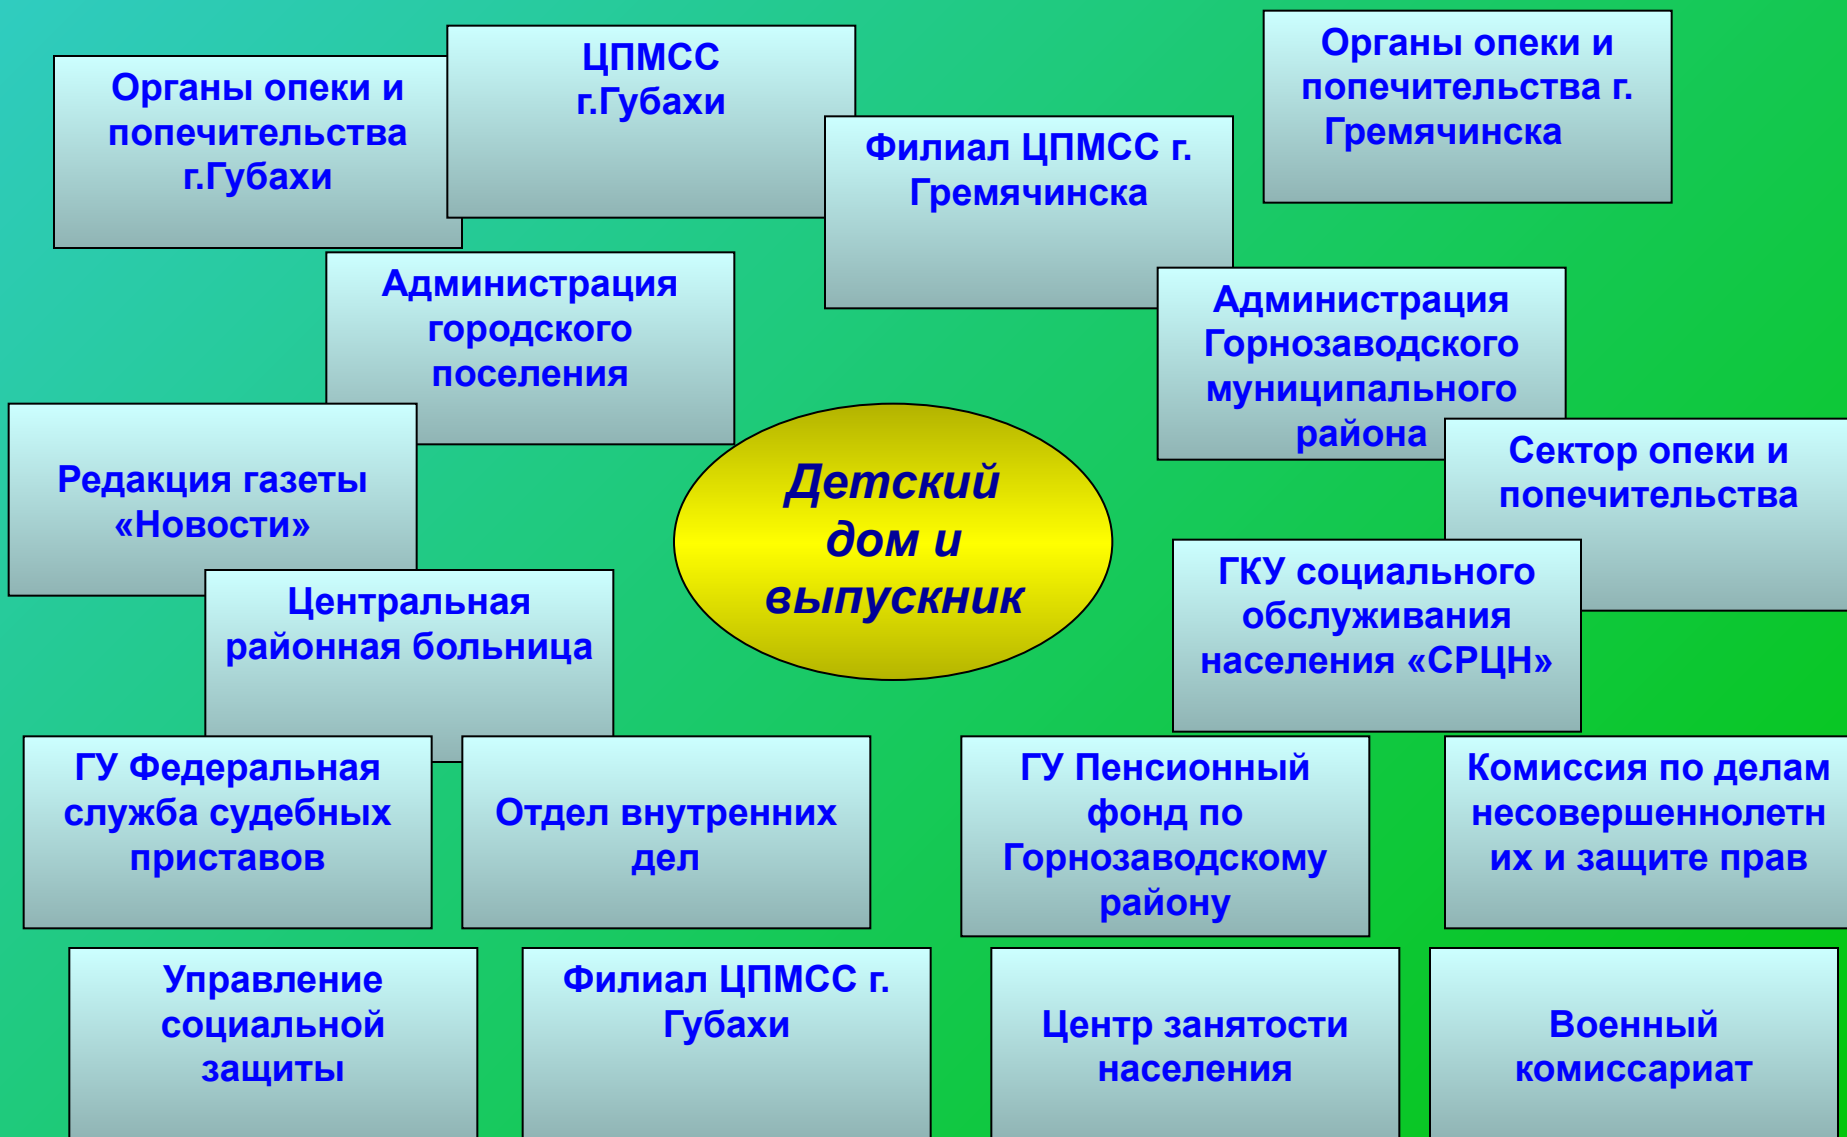 Органы опеки и
попечительства
г.Губахи
ЦПМСС
г.Губахи
Филиал ЦПМСС г.
Гремячинска
Органы опеки и
попечительства г.
Гремячинска
Администрация
городского
поселения
Администрация
Горнозаводского
муниципального
района
Редакция газеты
«Новости»
Детский
дом и
выпускник
Сектор опеки и
попечительства
Центральная
районная больница
ГКУ социального
обслуживания
населения «СРЦН»
ГУ Федеральная
служба судебных
приставов
Отдел внутренних
дел
ГУ Пенсионный
фонд по
Горнозаводскому
району
Комиссия по делам
несовершеннолетн
их и защите прав
Управление
социальной
защиты
Филиал ЦПМСС г.
Губахи
Центр занятости
населения
Военный
комиссариат